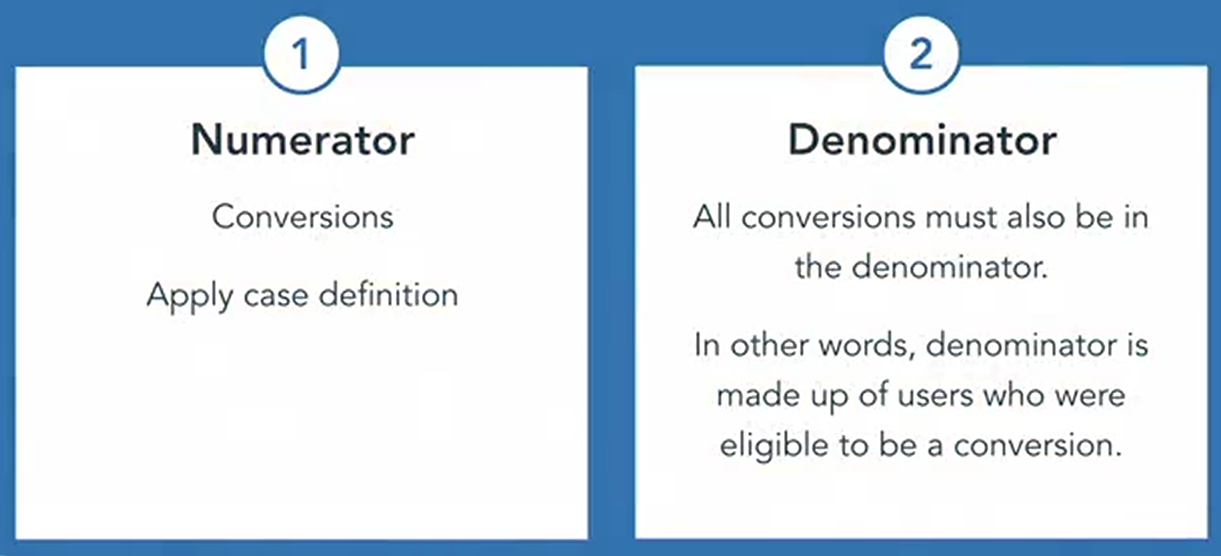 1
Numerator
Conversions
Apply case definition
2
Denominator
All conversions must also be in
the denominator.
In other words, denominator is
made up of users who were
eligible to be a conversion.